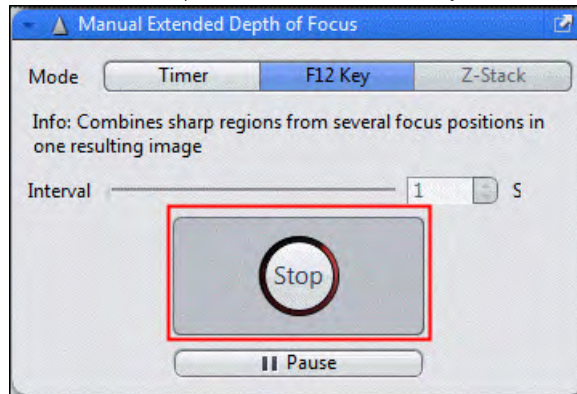 Manual Extended Depth of Focus
Mode Timer F12 Key Z-Stack
Info: Combines sharp regions from several focus positions in
one resulting image
Interval 1 S
Stop
Pause